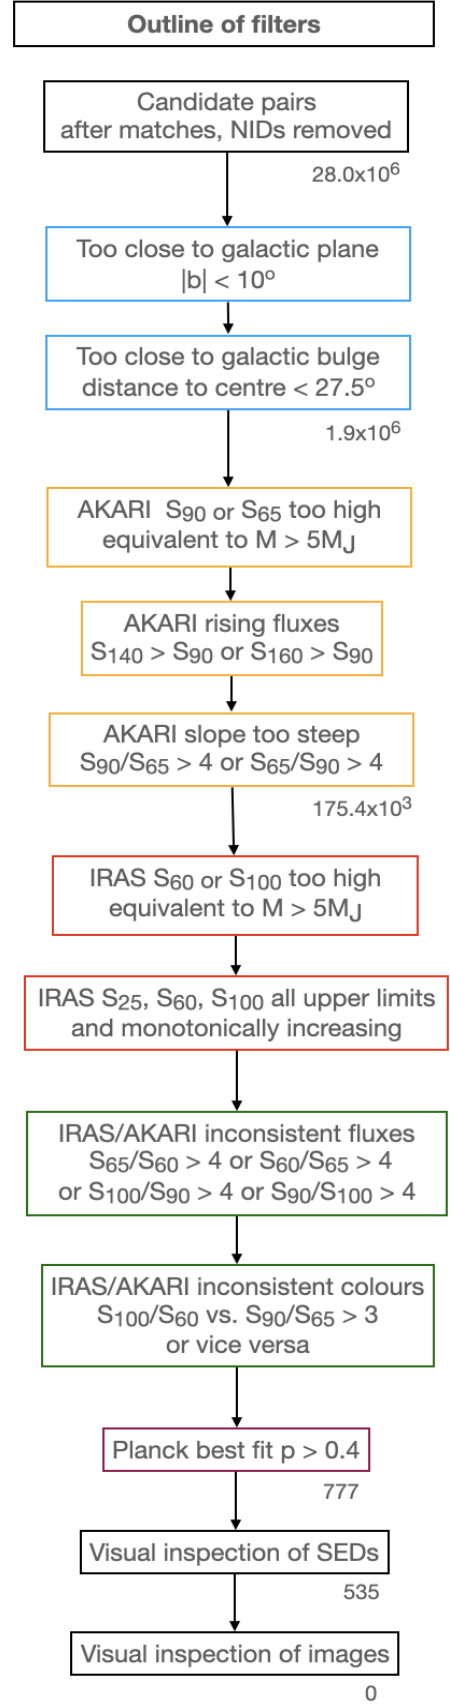 Outline of filters
Candidate pairs
after matches, NIDs removed
28.0x10⁶
Too close to galactic plane
|b| < 10º
Too close to galactic bulge
distance to centre < 27.5º
1.9x10⁶
AKARI S₉₀ or S₆₅ too high
equivalent to M > 5M_J
AKARI rising fluxes
S₁₄₀ > S₉₀ or S₁₆₀ > S₉₀
AKARI slope too steep
S₉₀/S₆₅ > 4 or S₆₅/S₉₀ > 4
175.4x10³
IRAS S₆₀ or S₁₀₀ too high
equivalent to M > 5M_J
IRAS S₂₅, S₆₀, S₁₀₀ all upper limits
and monotonically increasing
IRAS/AKARI inconsistent fluxes
S₆₅/S₆₀ > 4 or S₆₀/S₆₅ > 4
or S₁₀₀/S₉₀ > 4 or S₉₀/S₁₀₀ > 4
IRAS/AKARI inconsistent colours
S₁₀₀/S₆₀ vs. S₉₀/S₆₅ > 3
or vice versa
Planck best fit p > 0.4
777
Visual inspection of SEDs
535
Visual inspection of images
0